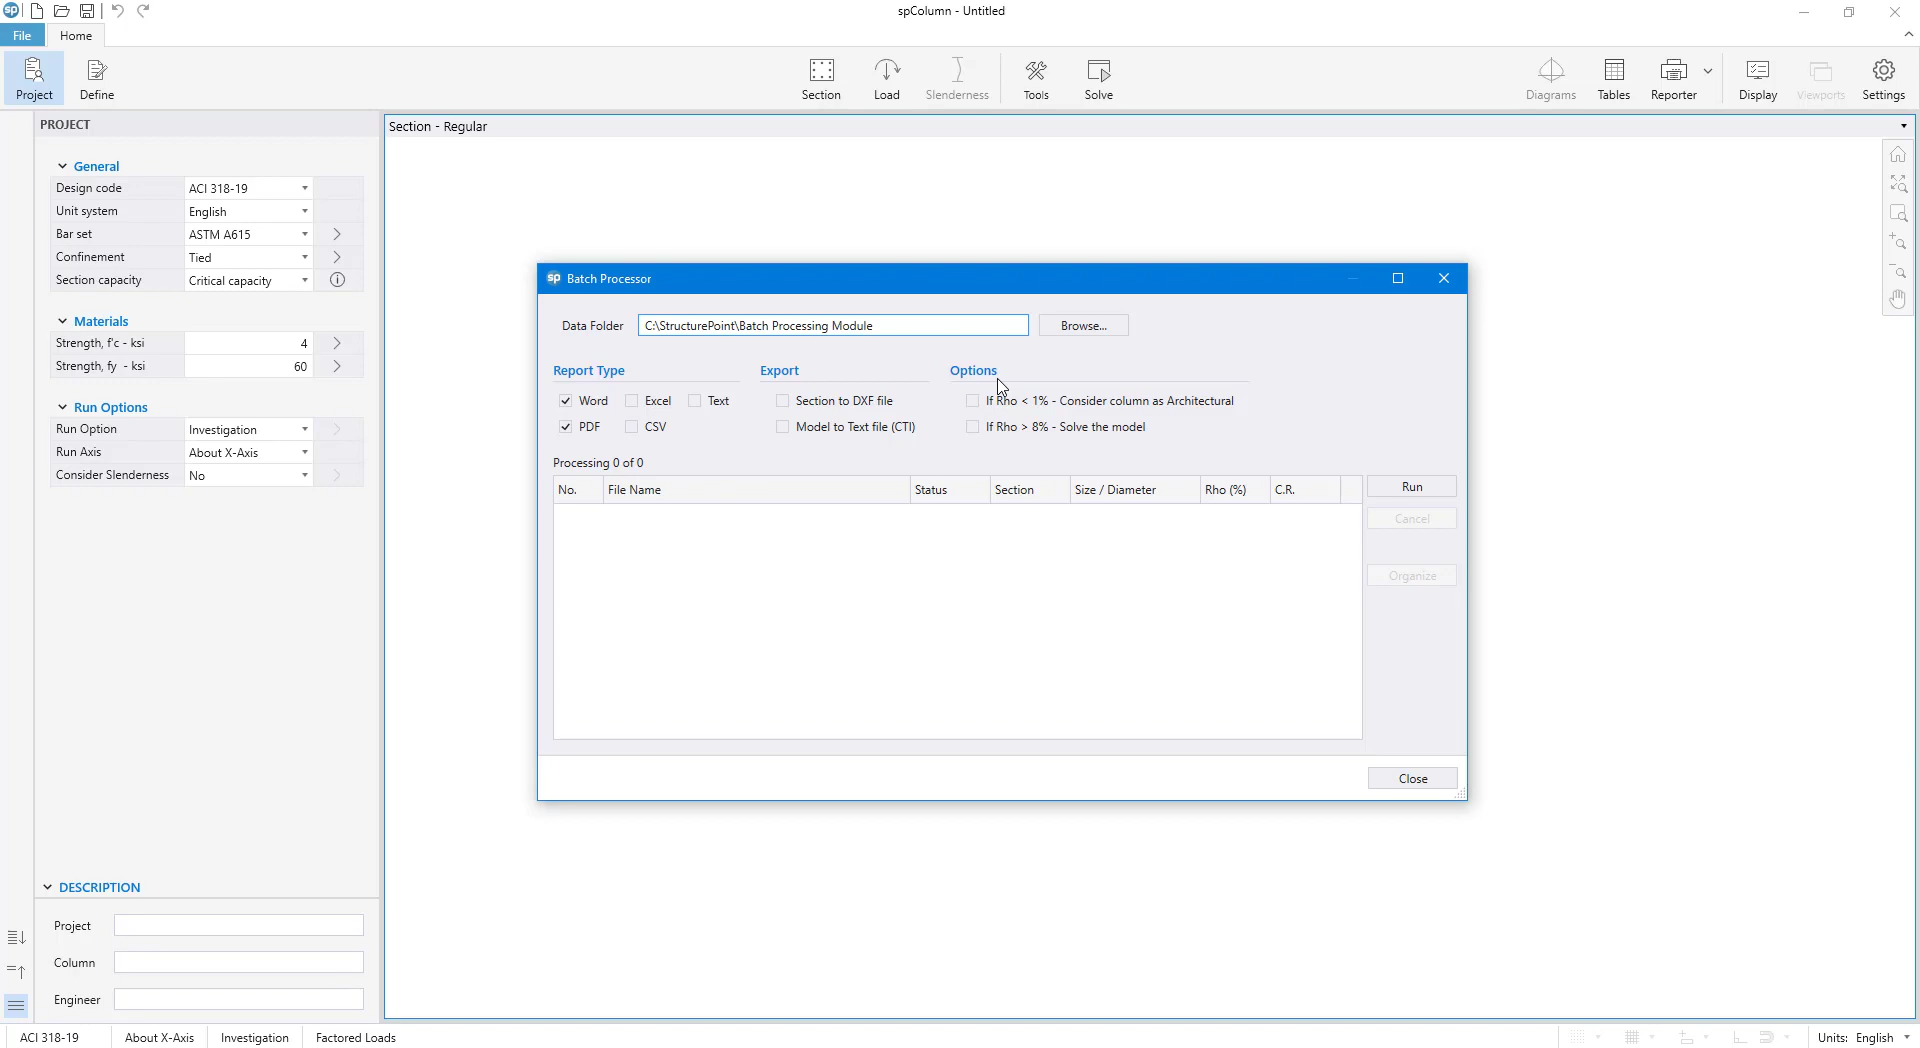 sp spColumn - Untitled
File Home
Project Define Section Load Slenderness Tools Solve Diagrams Tables Reporter Display Viewports Settings
PROJECT
General
Design code ACI 318-19
Unit system English
Bar set ASTM A615
Confinement Tied
Section capacity Critical capacity
Materials
Strength, f'c - ksi 4
Strength, fy - ksi 60
Run Options
Run Option Investigation
Run Axis About X-Axis
Consider Slenderness No
DESCRIPTION
Project
Column
Engineer
Section - Regular
sp Batch Processor
Data Folder C:\StructurePoint\Batch Processing Module Browse...
Report Type Export Options
Word Excel Text Section to DXF file If Rho < 1% - Consider column as Architectural
PDF CSV Model to Text file (CTI) If Rho > 8% - Solve the model
Processing 0 of 0
No. File Name Status Section Size / Diameter Rho (%) C.R. Run
Cancel
Organize
Close
ACI 318-19 About X-Axis Investigation Factored Loads Units: English